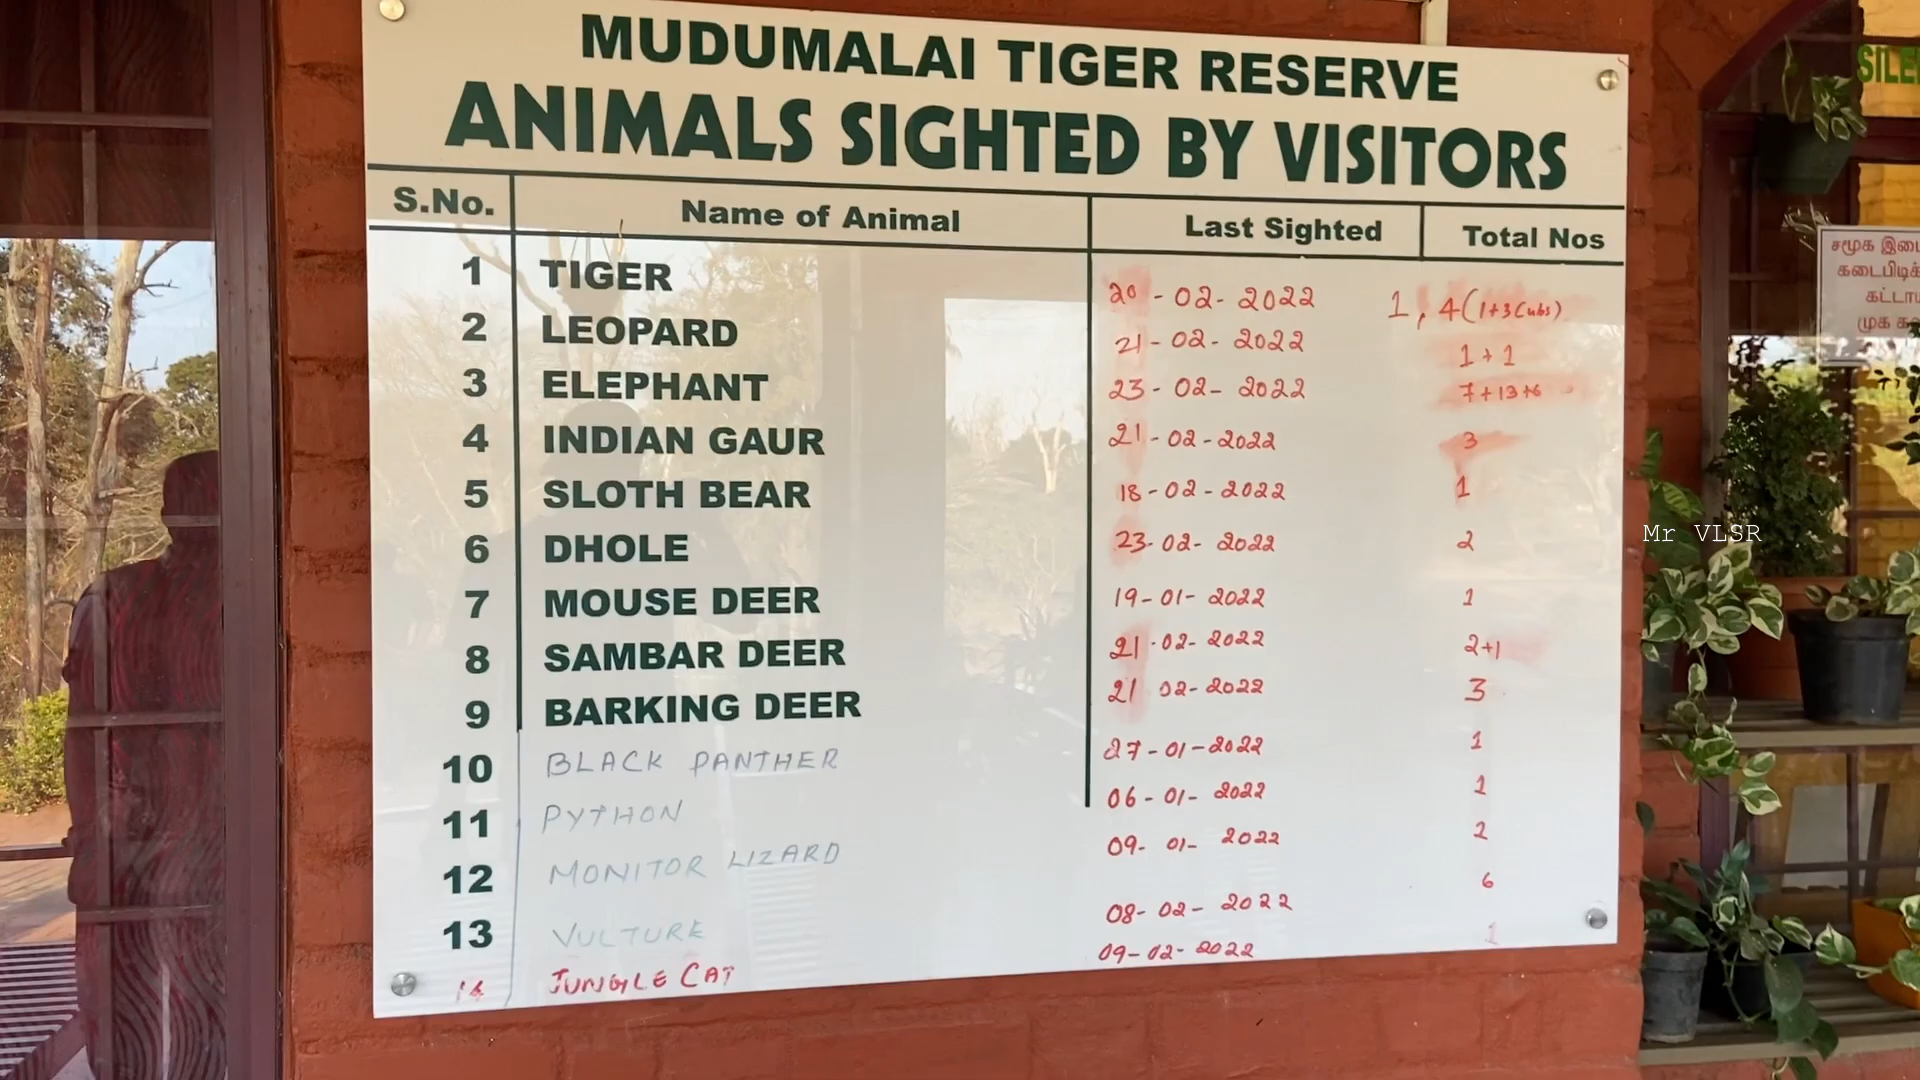 MUDUMALAI TIGER RESERVE
ANIMALS SIGHTED BY VISITORS
S.No. Name of Animal Last Sighted Total Nos
1 TIGER 20-02-2022 1, 4(1+3Cubs)
2 LEOPARD 21-02-2022 1+1
3 ELEPHANT 23-02-2022 7+13+6
4 INDIAN GAUR 21-02-2022 3
5 SLOTH BEAR 18-02-2022 1
6 DHOLE 23-02-2022 2
7 MOUSE DEER 19-01-2022 1
8 SAMBAR DEER 21-02-2022 2+1
9 BARKING DEER 21 02-2022 3
10 BLACK PANTHER 27-01-2022 1
11 PYTHON 06-01-2022 1
12 MONITOR LIZARD 09-01-2022 2
13 VULTURE 08-02-2022 6
14 JUNGLE CAT 09-02-2022 1
Mr VLSR
சமூக